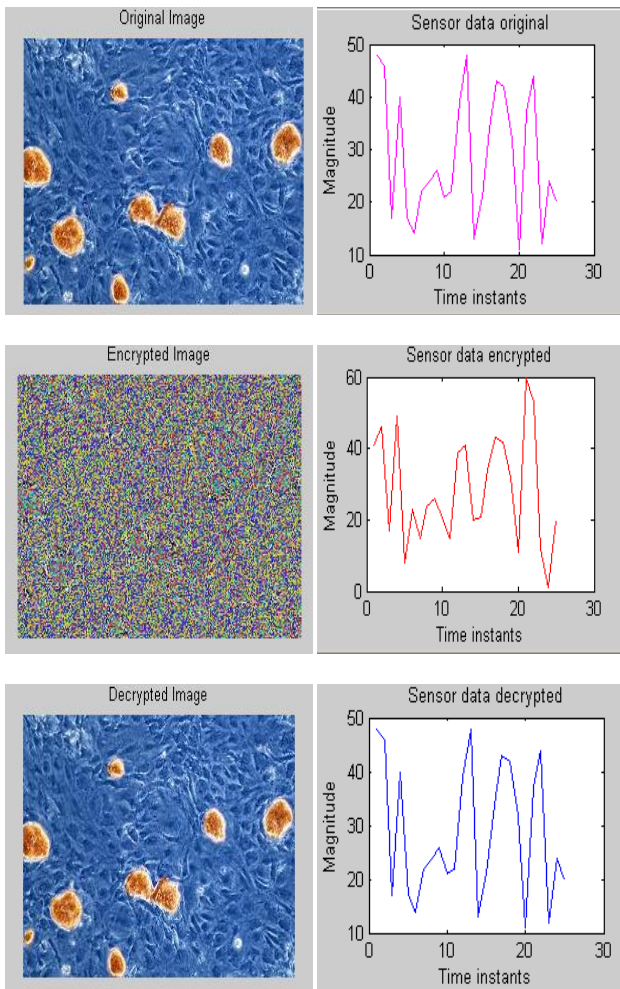 Original Image
Sensor data original
Magnitude
50
40
30
20
10
0
10
20
30
Time instants
Encrypted Image
Sensor data encrypted
Magnitude
60
40
20
0
0
10
20
30
Time instants
Decrypted Image
Sensor data decrypted
Magnitude
50
40
30
20
10
0
10
20
30
Time instants